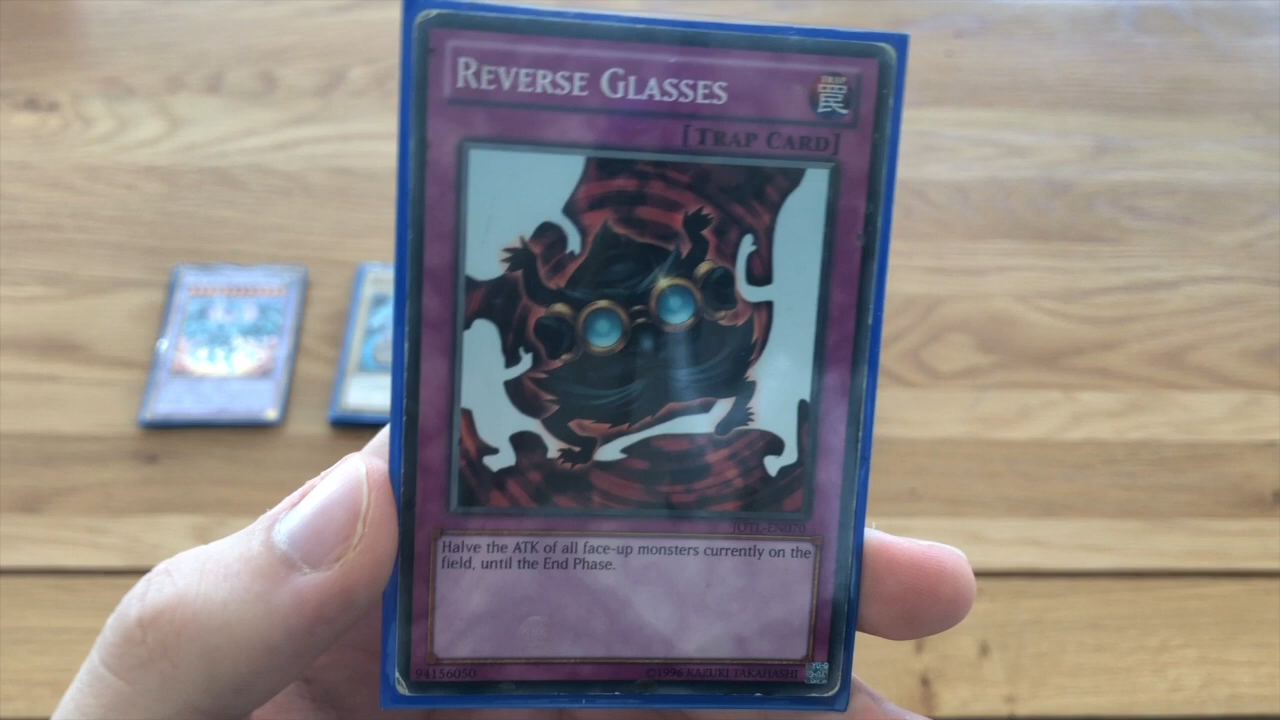 REVERSE GLASSES
TRAP
罠
[TRAP CARD]
JOTL-EN070
Halve the ATK of all face-up monsters currently on the
field, until the End Phase.
94156050
©1996 KAZUKI TAKAHASHI